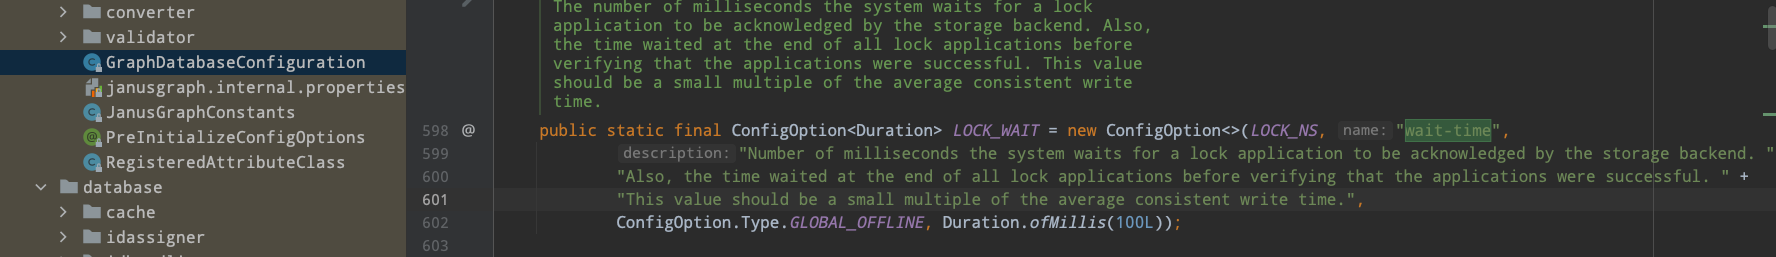 converter
validator
GraphDatabaseConfiguration
janusgraph.internal.properties
JanusGraphConstants
PreInitializeConfigOptions
RegisteredAttributeClass
database
cache
idassigner
The number of milliseconds the system waits for a lock
application to be acknowledged by the storage backend. Also,
the time waited at the end of all lock applications before
verifying that the applications were successful. This value
should be a small multiple of the average consistent write
time.
598 @ public static final ConfigOption<Duration> LOCK_WAIT = new ConfigOption<>(LOCK_NS, name: "wait-time",
599 description: "Number of milliseconds the system waits for a lock application to be acknowledged by the storage backend. "
600 "Also, the time waited at the end of all lock applications before verifying that the applications were successful. " +
601 "This value should be a small multiple of the average consistent write time.",
602 ConfigOption.Type.GLOBAL_OFFLINE, Duration.ofMillis(100L));
603